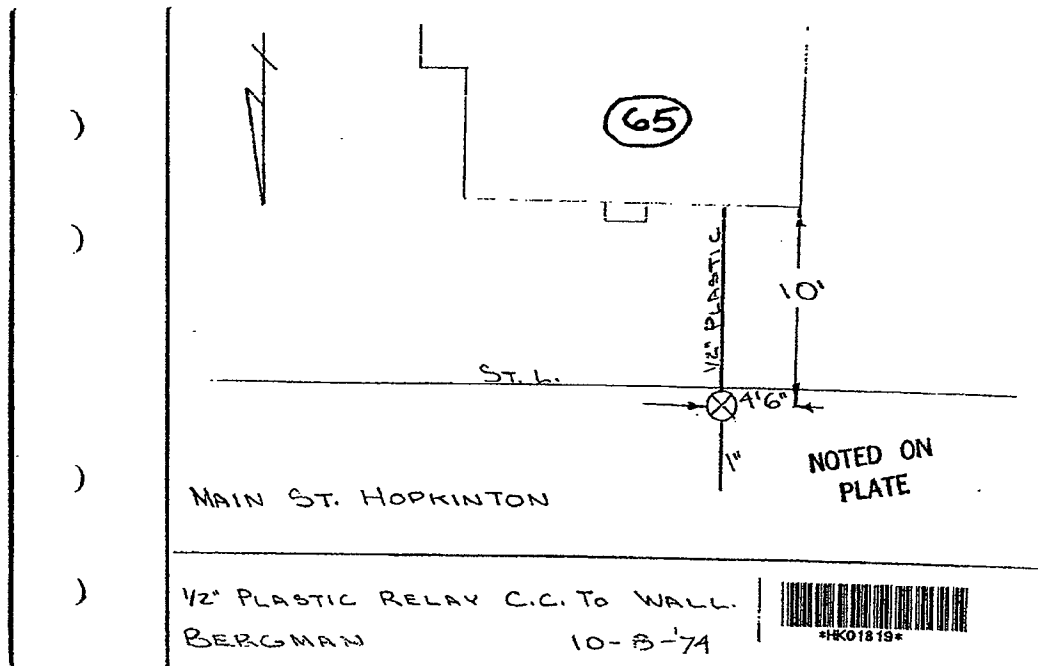 65
1/2" PLASTIC
10'
ST. L.
4'6"
1"
NOTED ON
PLATE
MAIN ST. HOPKINTON
1/2" PLASTIC RELAY C.C. TO WALL.
BERGMAN 10-8-'74
*HK01819*